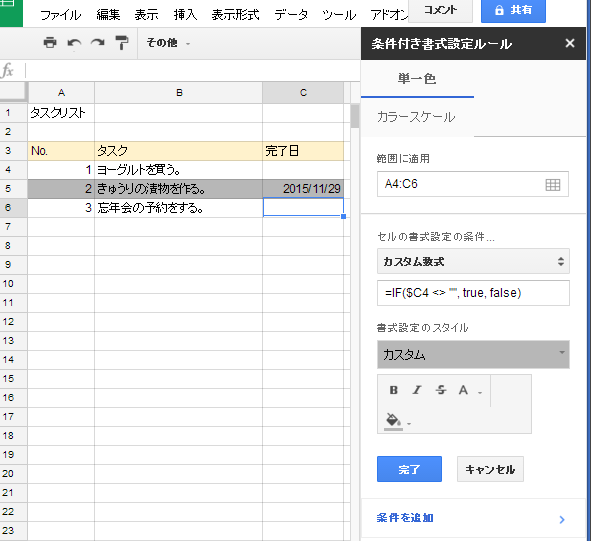 ファイル 編集 表示 挿入 表示形式 データ ツール アドオン コメント 共有
その他
条件付き書式設定ルール ×
fx
単一色
カラースケール
A B C
1 タスクリスト
2
3 No. タスク 完了日
4 1 ヨーグルトを買う。
5 2 きゅうりの漬物を作る。 2015/11/29
6 3 忘年会の予約をする。
7
8
9
10
11
12
13
14
15
16
17
18
19
20
21
22
23
範囲に適用
A4:C6
セルの書式設定の条件...
カスタム数式
=IF($C4 <> "", true, false)
書式設定のスタイル
カスタム
B I S A
完了 キャンセル
条件を追加